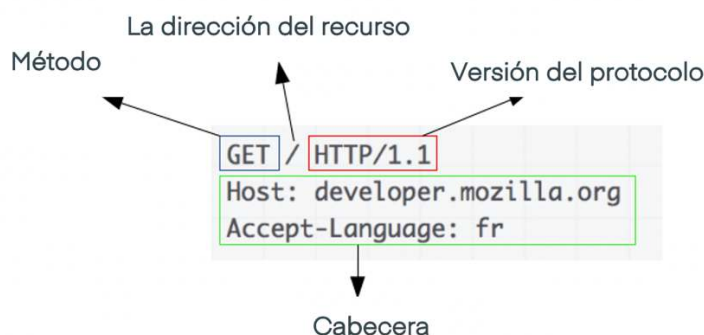 La dirección del recurso
Método
Versión del protocolo
GET / HTTP/1.1
Host: developer.mozilla.org
Accept-Language: fr
Cabecera